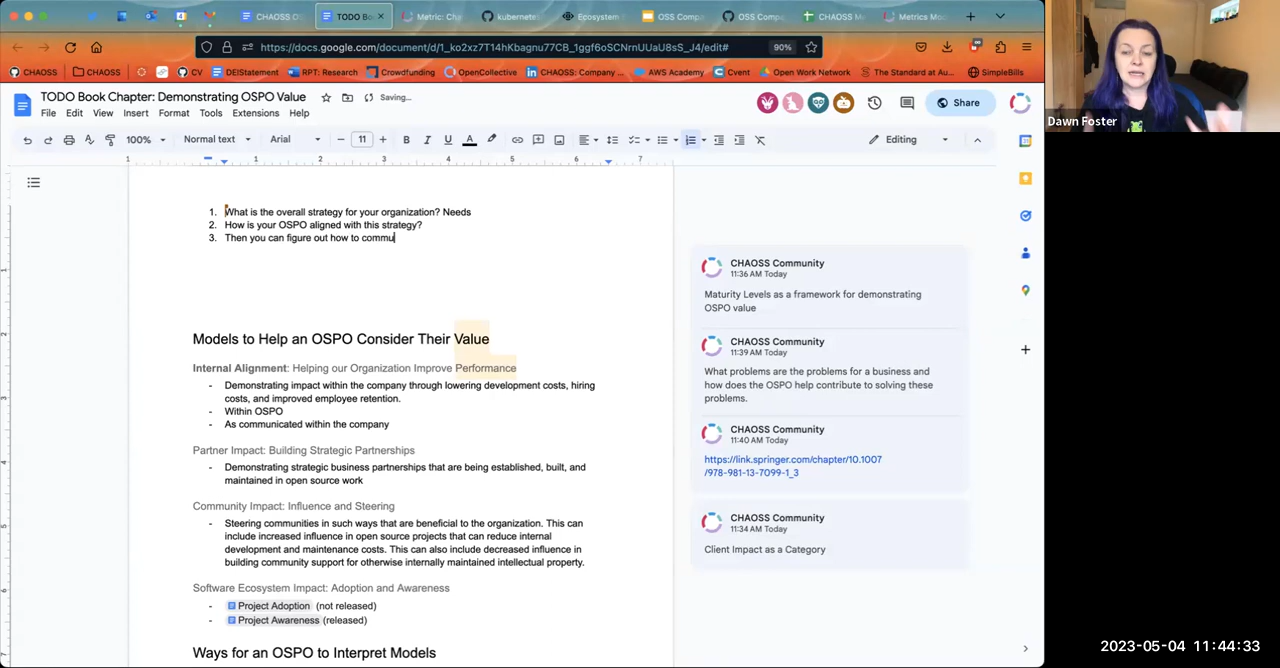 CHAOSS OS
TODO Boo
Metric: Cha
kubernetes
Ecosystem
OSS Compa
OSS Compa
CHAOSS Me
Metrics Mod
https://docs.google.com/document/d/1_ko2xz7T14hKbagnu77CB_1ggf6oSCNrnUUaU8sS_J4/edit#
90%
CHAOSS
CHAOSS
CV
DEIStatement
RPT: Research
Crowdfunding
OpenCollective
CHAOSS: Company ...
AWS Academy
Cvent
Open Work Network
The Standard at Au...
SimpleBills
TODO Book Chapter: Demonstrating OSPO Value
Saving...
File Edit View Insert Format Tools Extensions Help
Share
100%
Normal text
Arial
11
Editing
Dawn Foster
1. What is the overall strategy for your organization? Needs
2. How is your OSPO aligned with this strategy?
3. Then you can figure out how to commu
Models to Help an OSPO Consider Their Value
Internal Alignment: Helping our Organization Improve Performance
- Demonstrating impact within the company through lowering development costs, hiring
costs, and improved employee retention.
- Within OSPO
- As communicated within the company
Partner Impact: Building Strategic Partnerships
- Demonstrating strategic business partnerships that are being established, built, and
maintained in open source work
Community Impact: Influence and Steering
- Steering communities in such ways that are beneficial to the organization. This can
include increased influence in open source projects that can reduce internal
development and maintenance costs. This can also include decreased influence in
building community support for otherwise internally maintained intellectual property.
Software Ecosystem Impact: Adoption and Awareness
- Project Adoption (not released)
- Project Awareness (released)
Ways for an OSPO to Interpret Models
CHAOSS Community
11:36 AM Today
Maturity Levels as a framework for demonstrating
OSPO value
CHAOSS Community
11:39 AM Today
What problems are the problems for a business and
how does the OSPO help contribute to solving these
problems.
CHAOSS Community
11:40 AM Today
https://link.springer.com/chapter/10.1007
/978-981-13-7099-1_3
CHAOSS Community
11:34 AM Today
Client Impact as a Category
2023-05-04 11:44:33